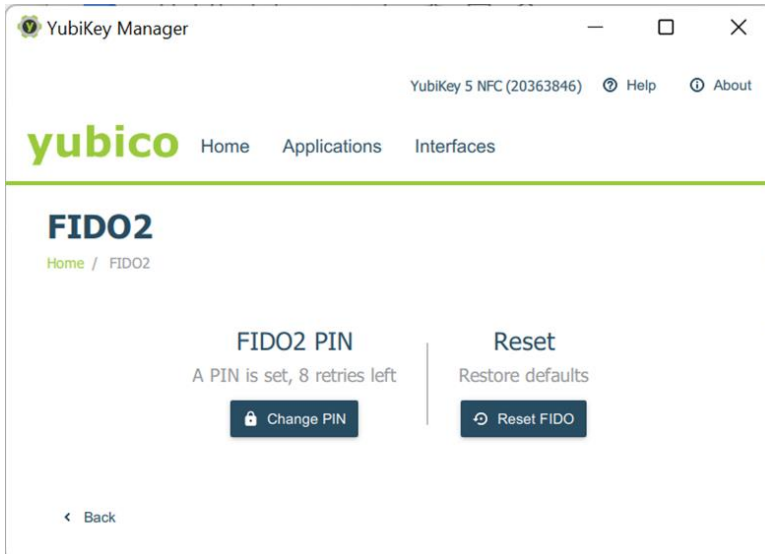 YubiKey Manager
YubiKey 5 NFC (20363846) Help About
yubico Home Applications Interfaces
FIDO2
Home / FIDO2
FIDO2 PIN
A PIN is set, 8 retries left
Change PIN
Reset
Restore defaults
Reset FIDO
Back